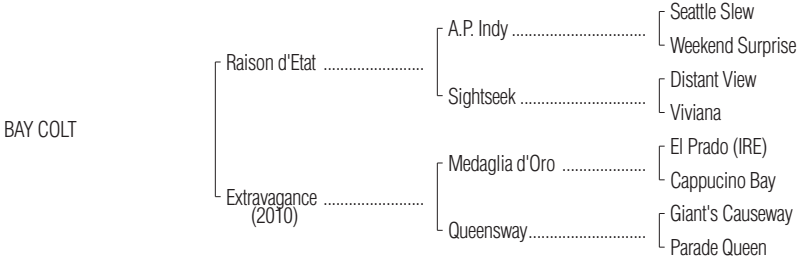 Seattle Slew
A.P. Indy ................................
Weekend Surprise
Raison d'Etat ........................
Distant View
Sightseek ..............................
Viviana
BAY COLT
El Prado (IRE)
Medaglia d'Oro ....................
Cappucino Bay
Extravagance ........................
(2010)
Giant's Causeway
Queensway............................
Parade Queen